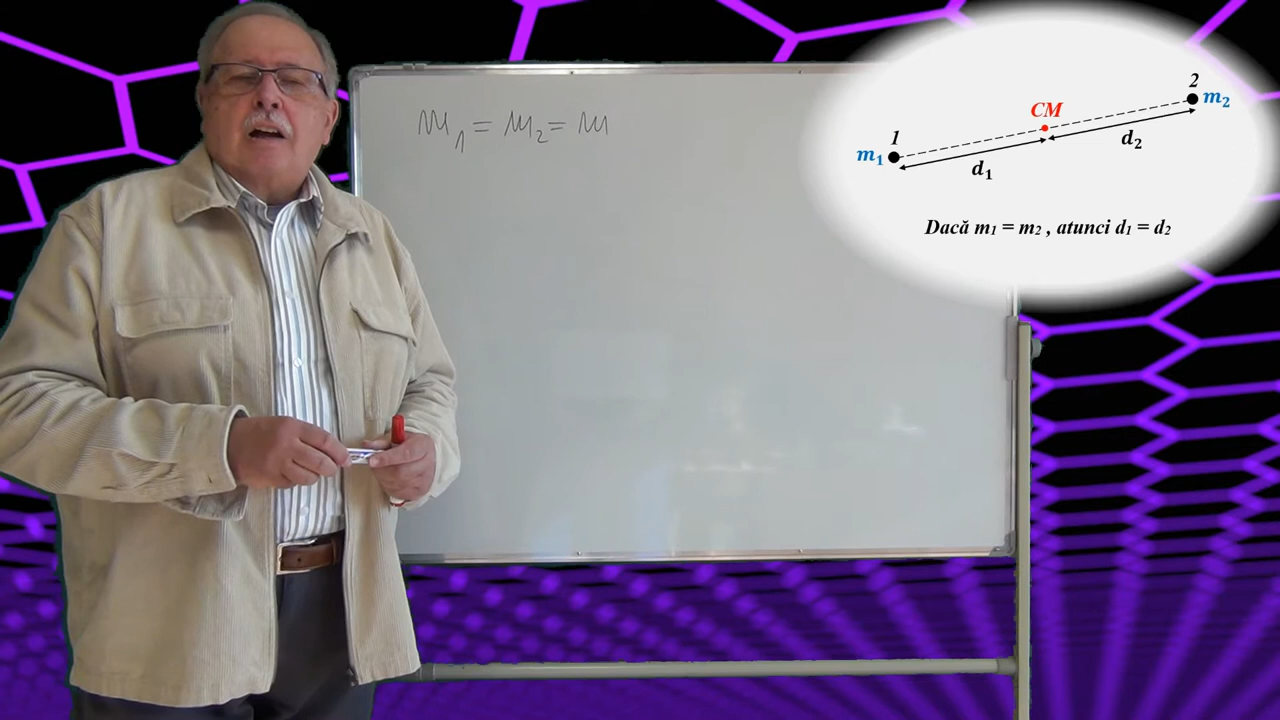 m₁ = m₂ = m
2
m₂
CM
1
m₁
d₂
d₁
Dacă m₁ = m₂ , atunci d₁ = d₂